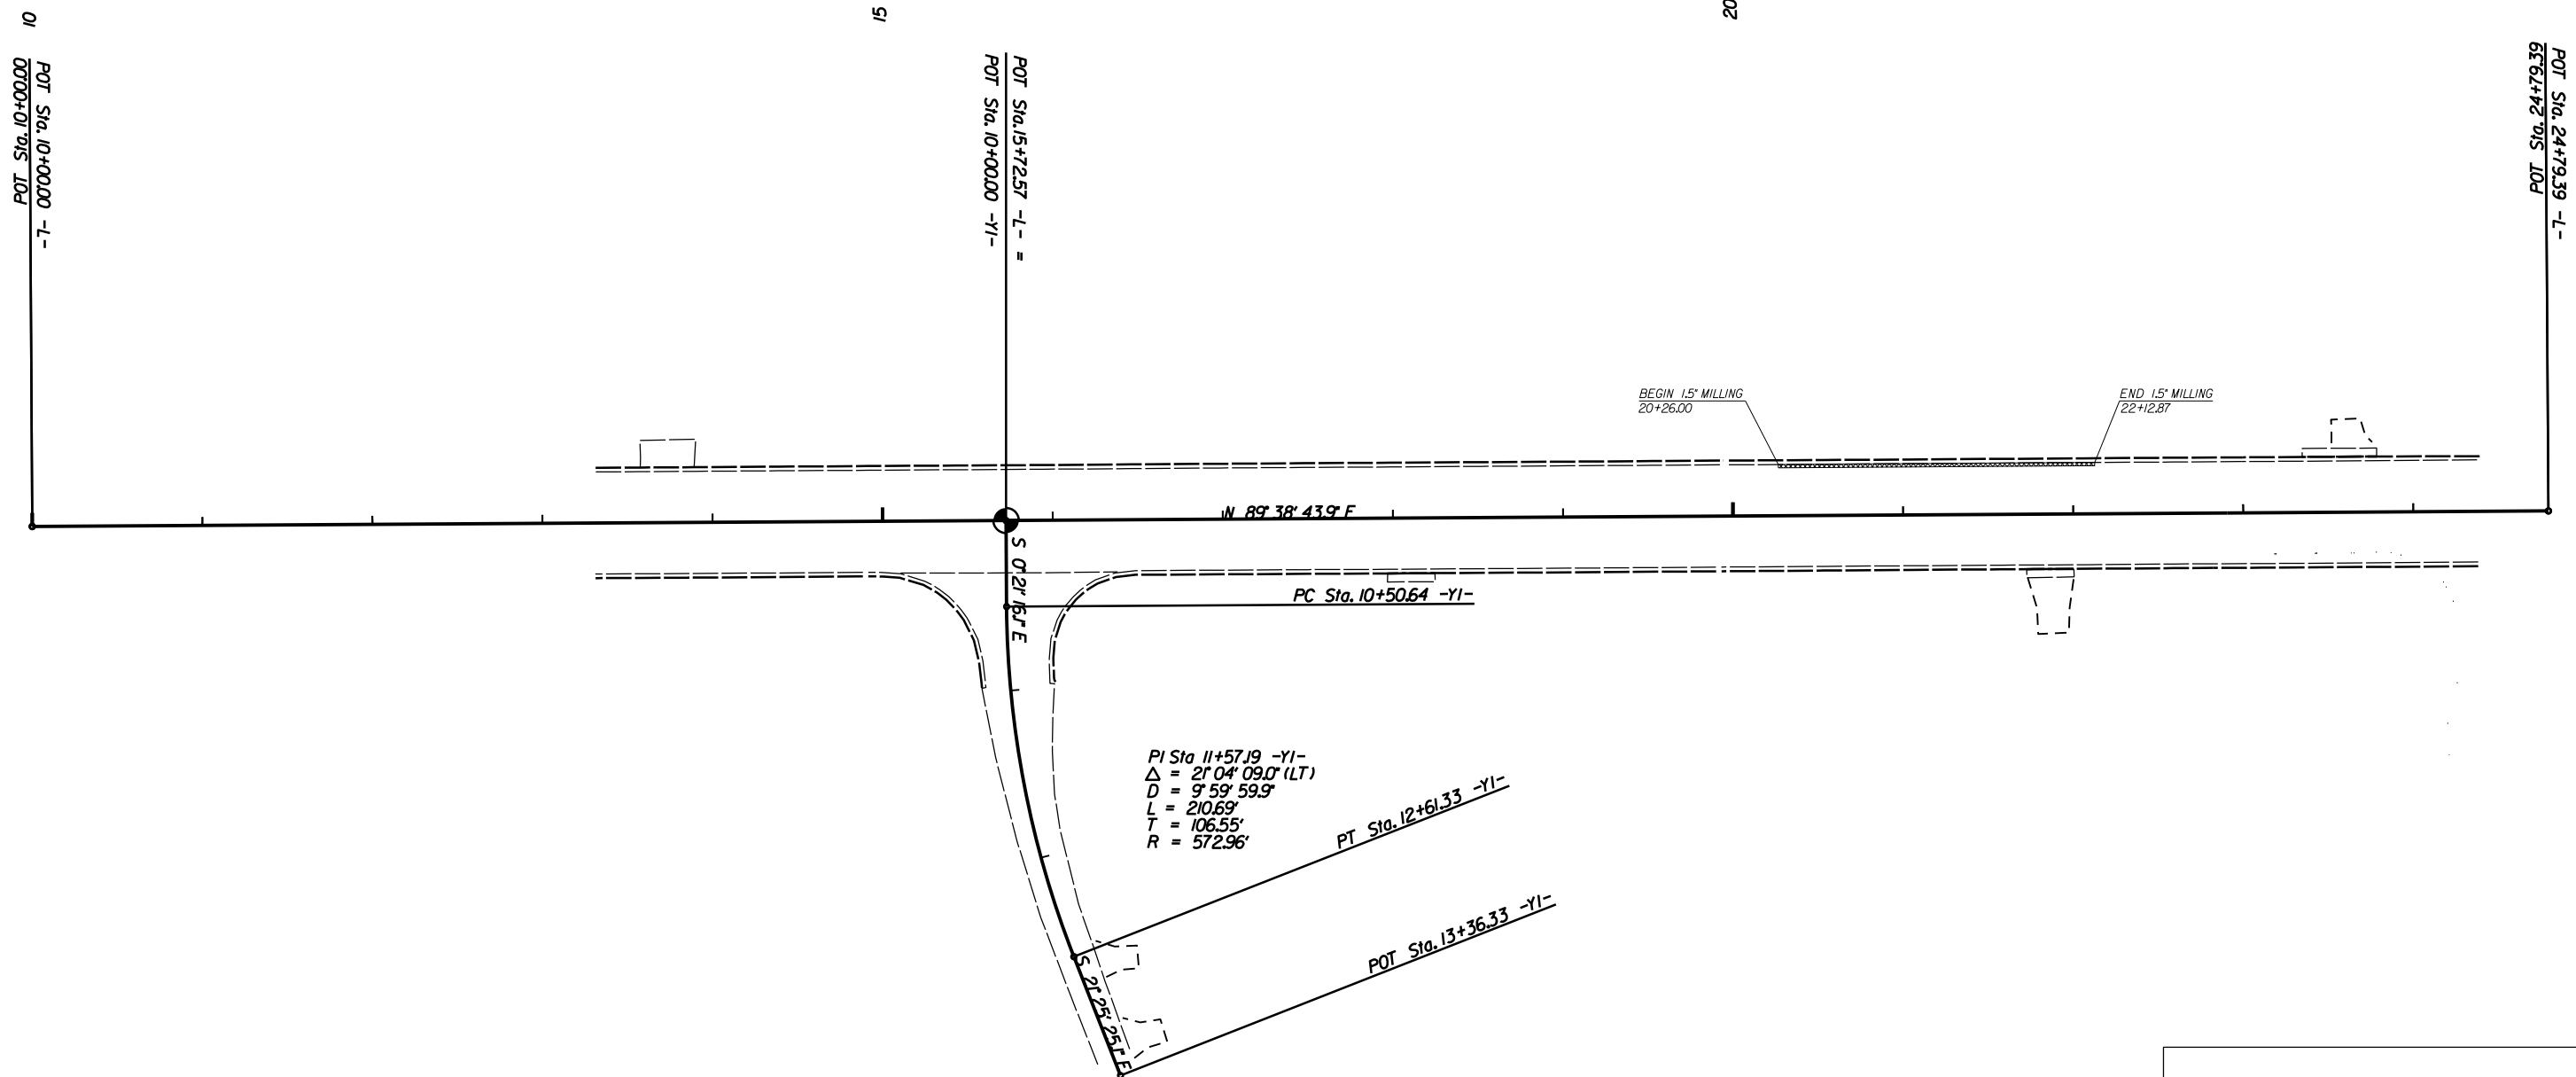 10
15
20
POT Sta. 10+00.00 -L-
POT Sta. 10+00.00
POT Sta. 15+72.57 -L- =
POT Sta. 10+00.00 -Y1-
POT Sta. 24+79.39 -L-
POT Sta. 24+79.39
BEGIN 1.5" MILLING
20+26.00
END 1.5" MILLING
22+12.87
N 89° 38' 43.9" E
S 0° 21' 16.1" E
PC Sta. 10+50.64 -Y1-
PI Sta 11+57.19 -Y1-
△ = 21° 04' 09.0" (LT)
D = 9° 59' 59.9"
L = 210.69'
T = 106.55'
R = 572.96'
PT Sta. 12+61.33 -Y1-
POT Sta. 13+36.33 -Y1-
S 21° 25' 25.1" E